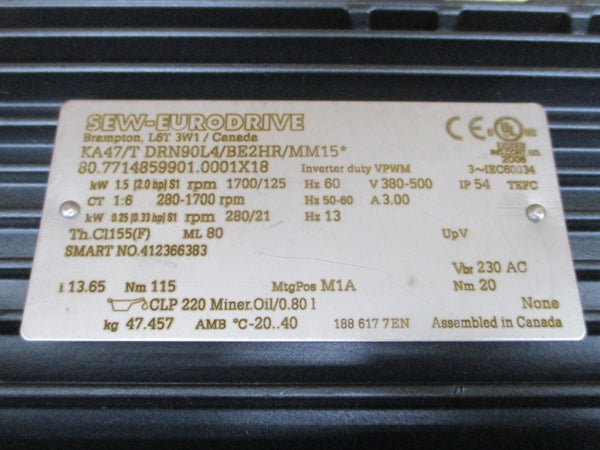 SEW-EURODRIVE
Brampton, L6T 3W1 / Canada
KA47/T DRN90L4/BE2HR/MM15*
80.7714859901.0001X18 Inverter duty VPWM 3~IEC60034
kW 1.5 (2.0 hp) S1 rpm 1700/125 Hz 60 V 380-500 IP 54 TEFC
CT 1:6 280-1700 rpm Hz 50-60 A 3.00
kW 0.25 (0.33 hp) S1 rpm 280/21 Hz 13
Th.Cl155(F) ML 80 UpV
SMART NO.412366383
Vbr 230 AC
i 13.65 Nm 115 MtgPos M1A Nm 20
CLP 220 Miner.Oil/0.80 l None
kg 47.457 AMB °C-20..40 188 617 7EN Assembled in Canada
CE
UL
LISTED